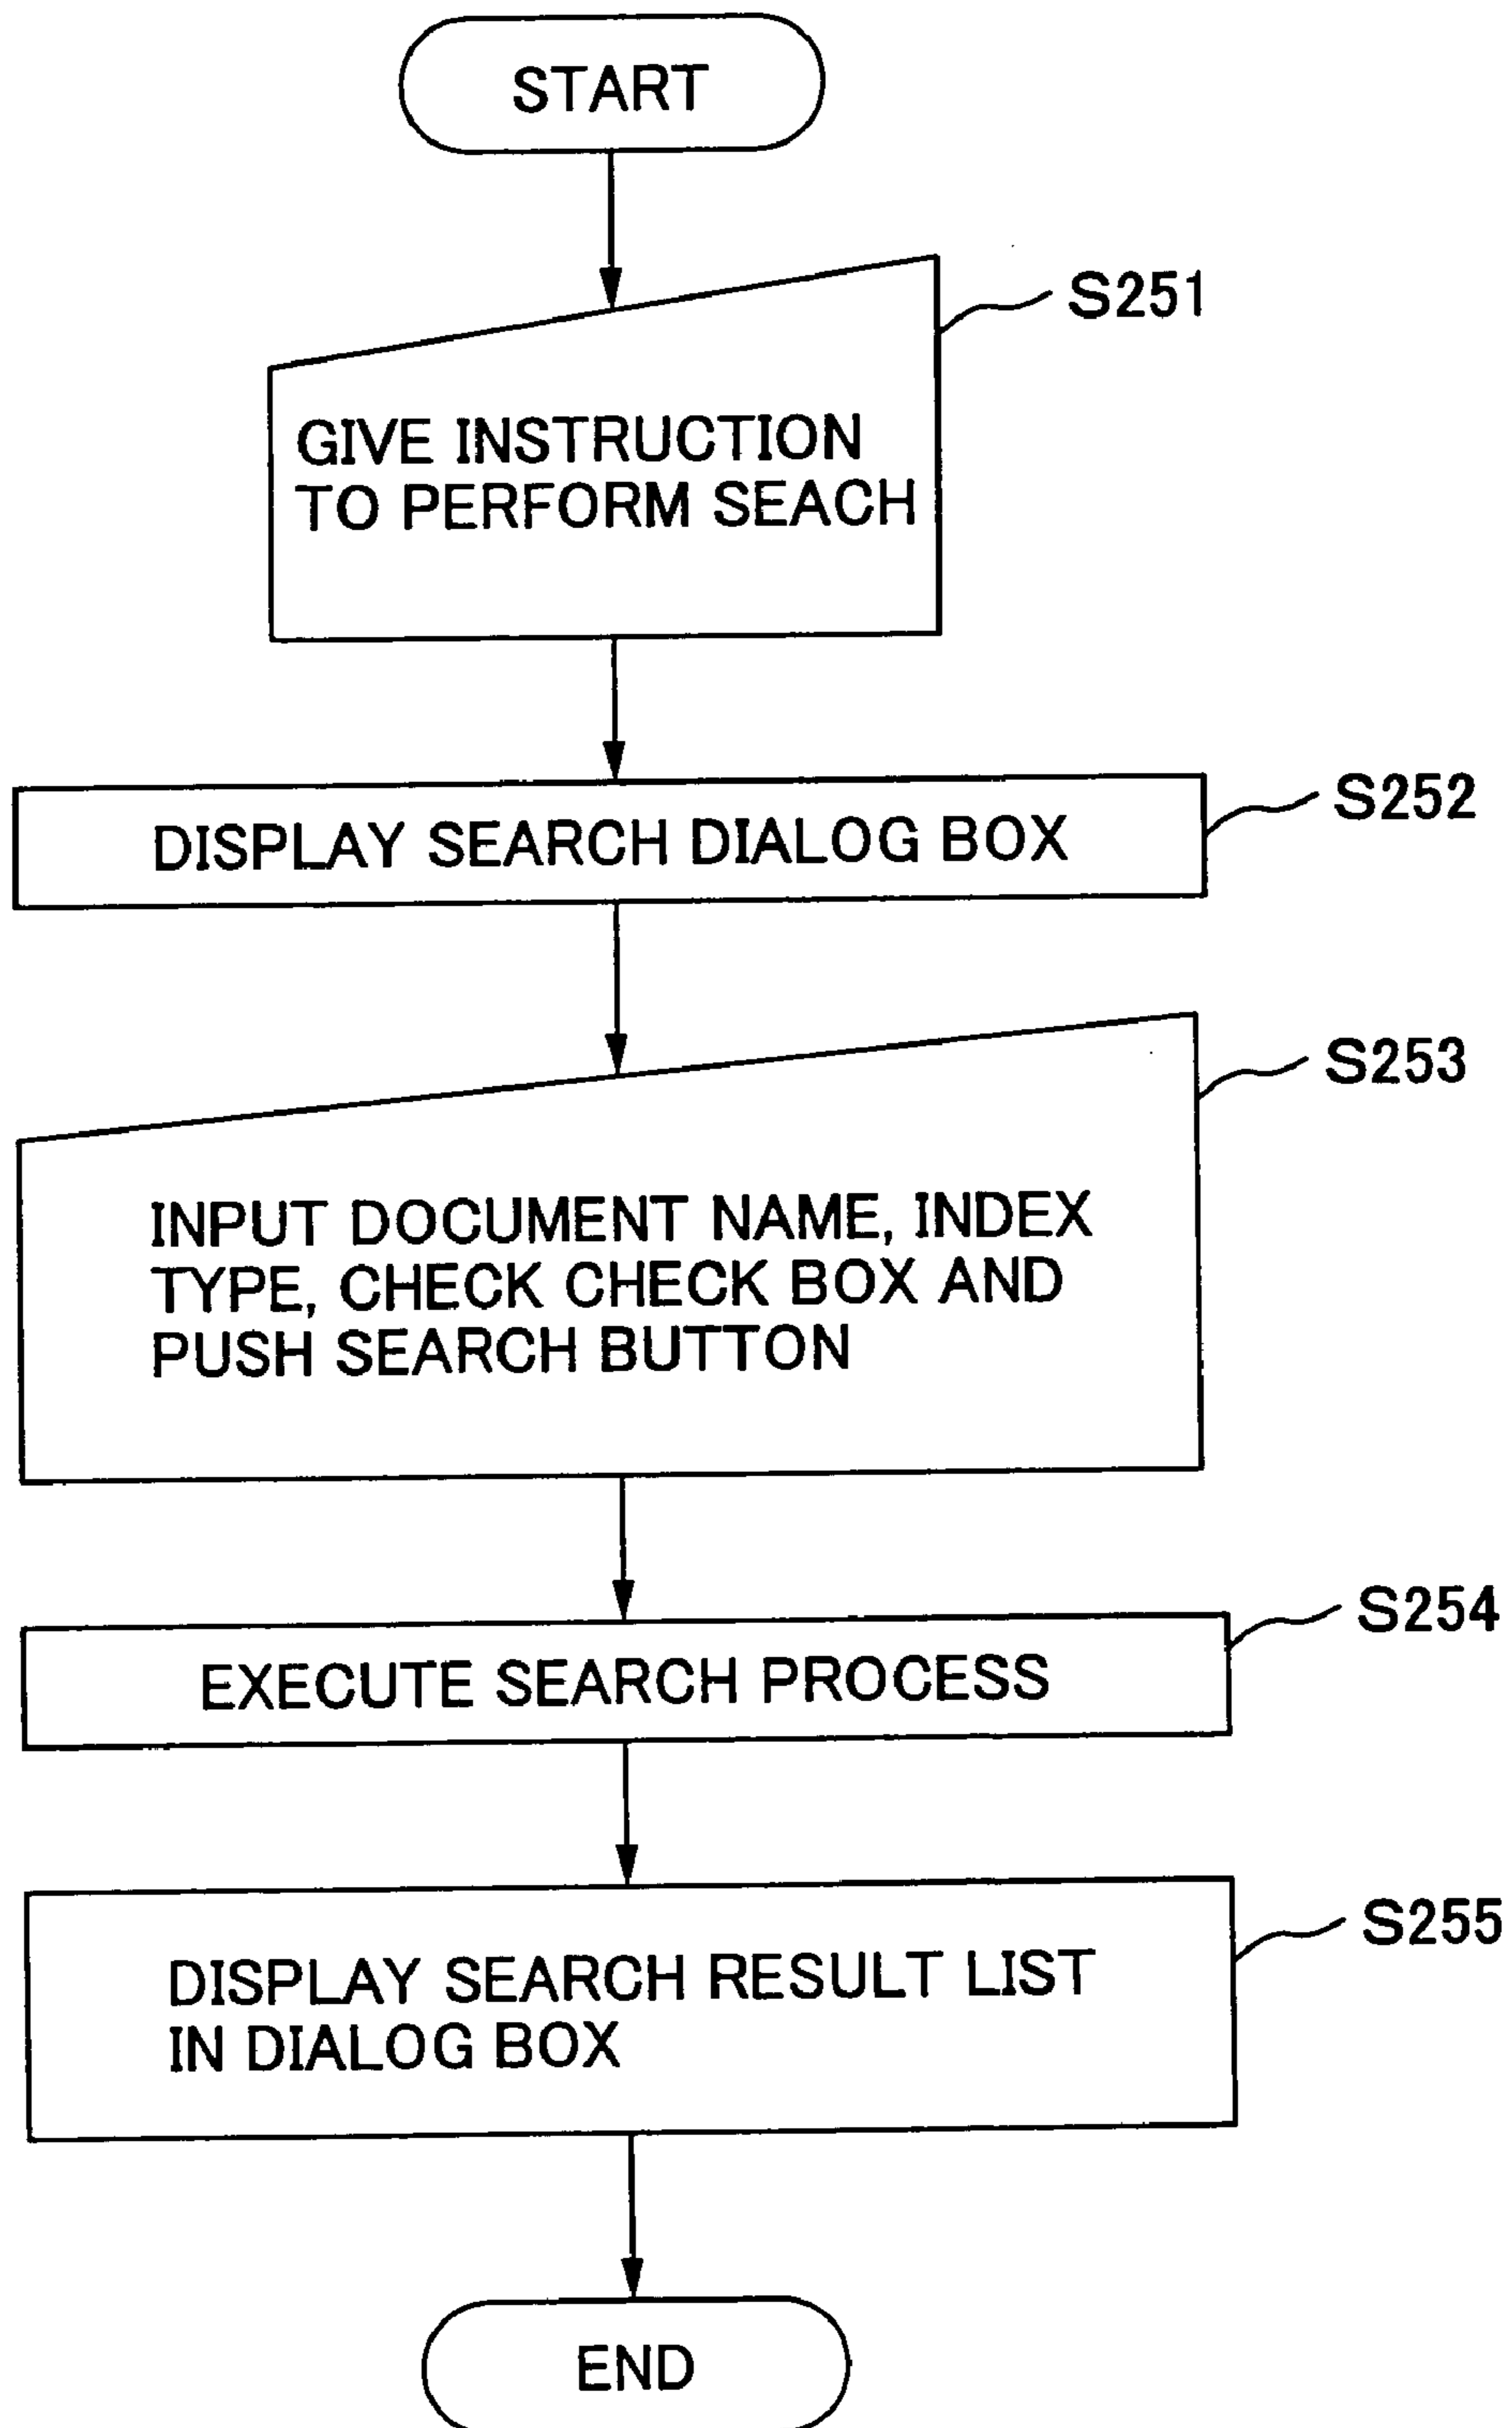 START
S251
GIVE INSTRUCTION
TO PERFORM SEACH
S252
DISPLAY SEARCH DIALOG BOX
S253
INPUT DOCUMENT NAME, INDEX
TYPE, CHECK CHECK BOX AND
PUSH SEARCH BUTTON
S254
EXECUTE SEARCH PROCESS
S255
DISPLAY SEARCH RESULT LIST
IN DIALOG BOX
END